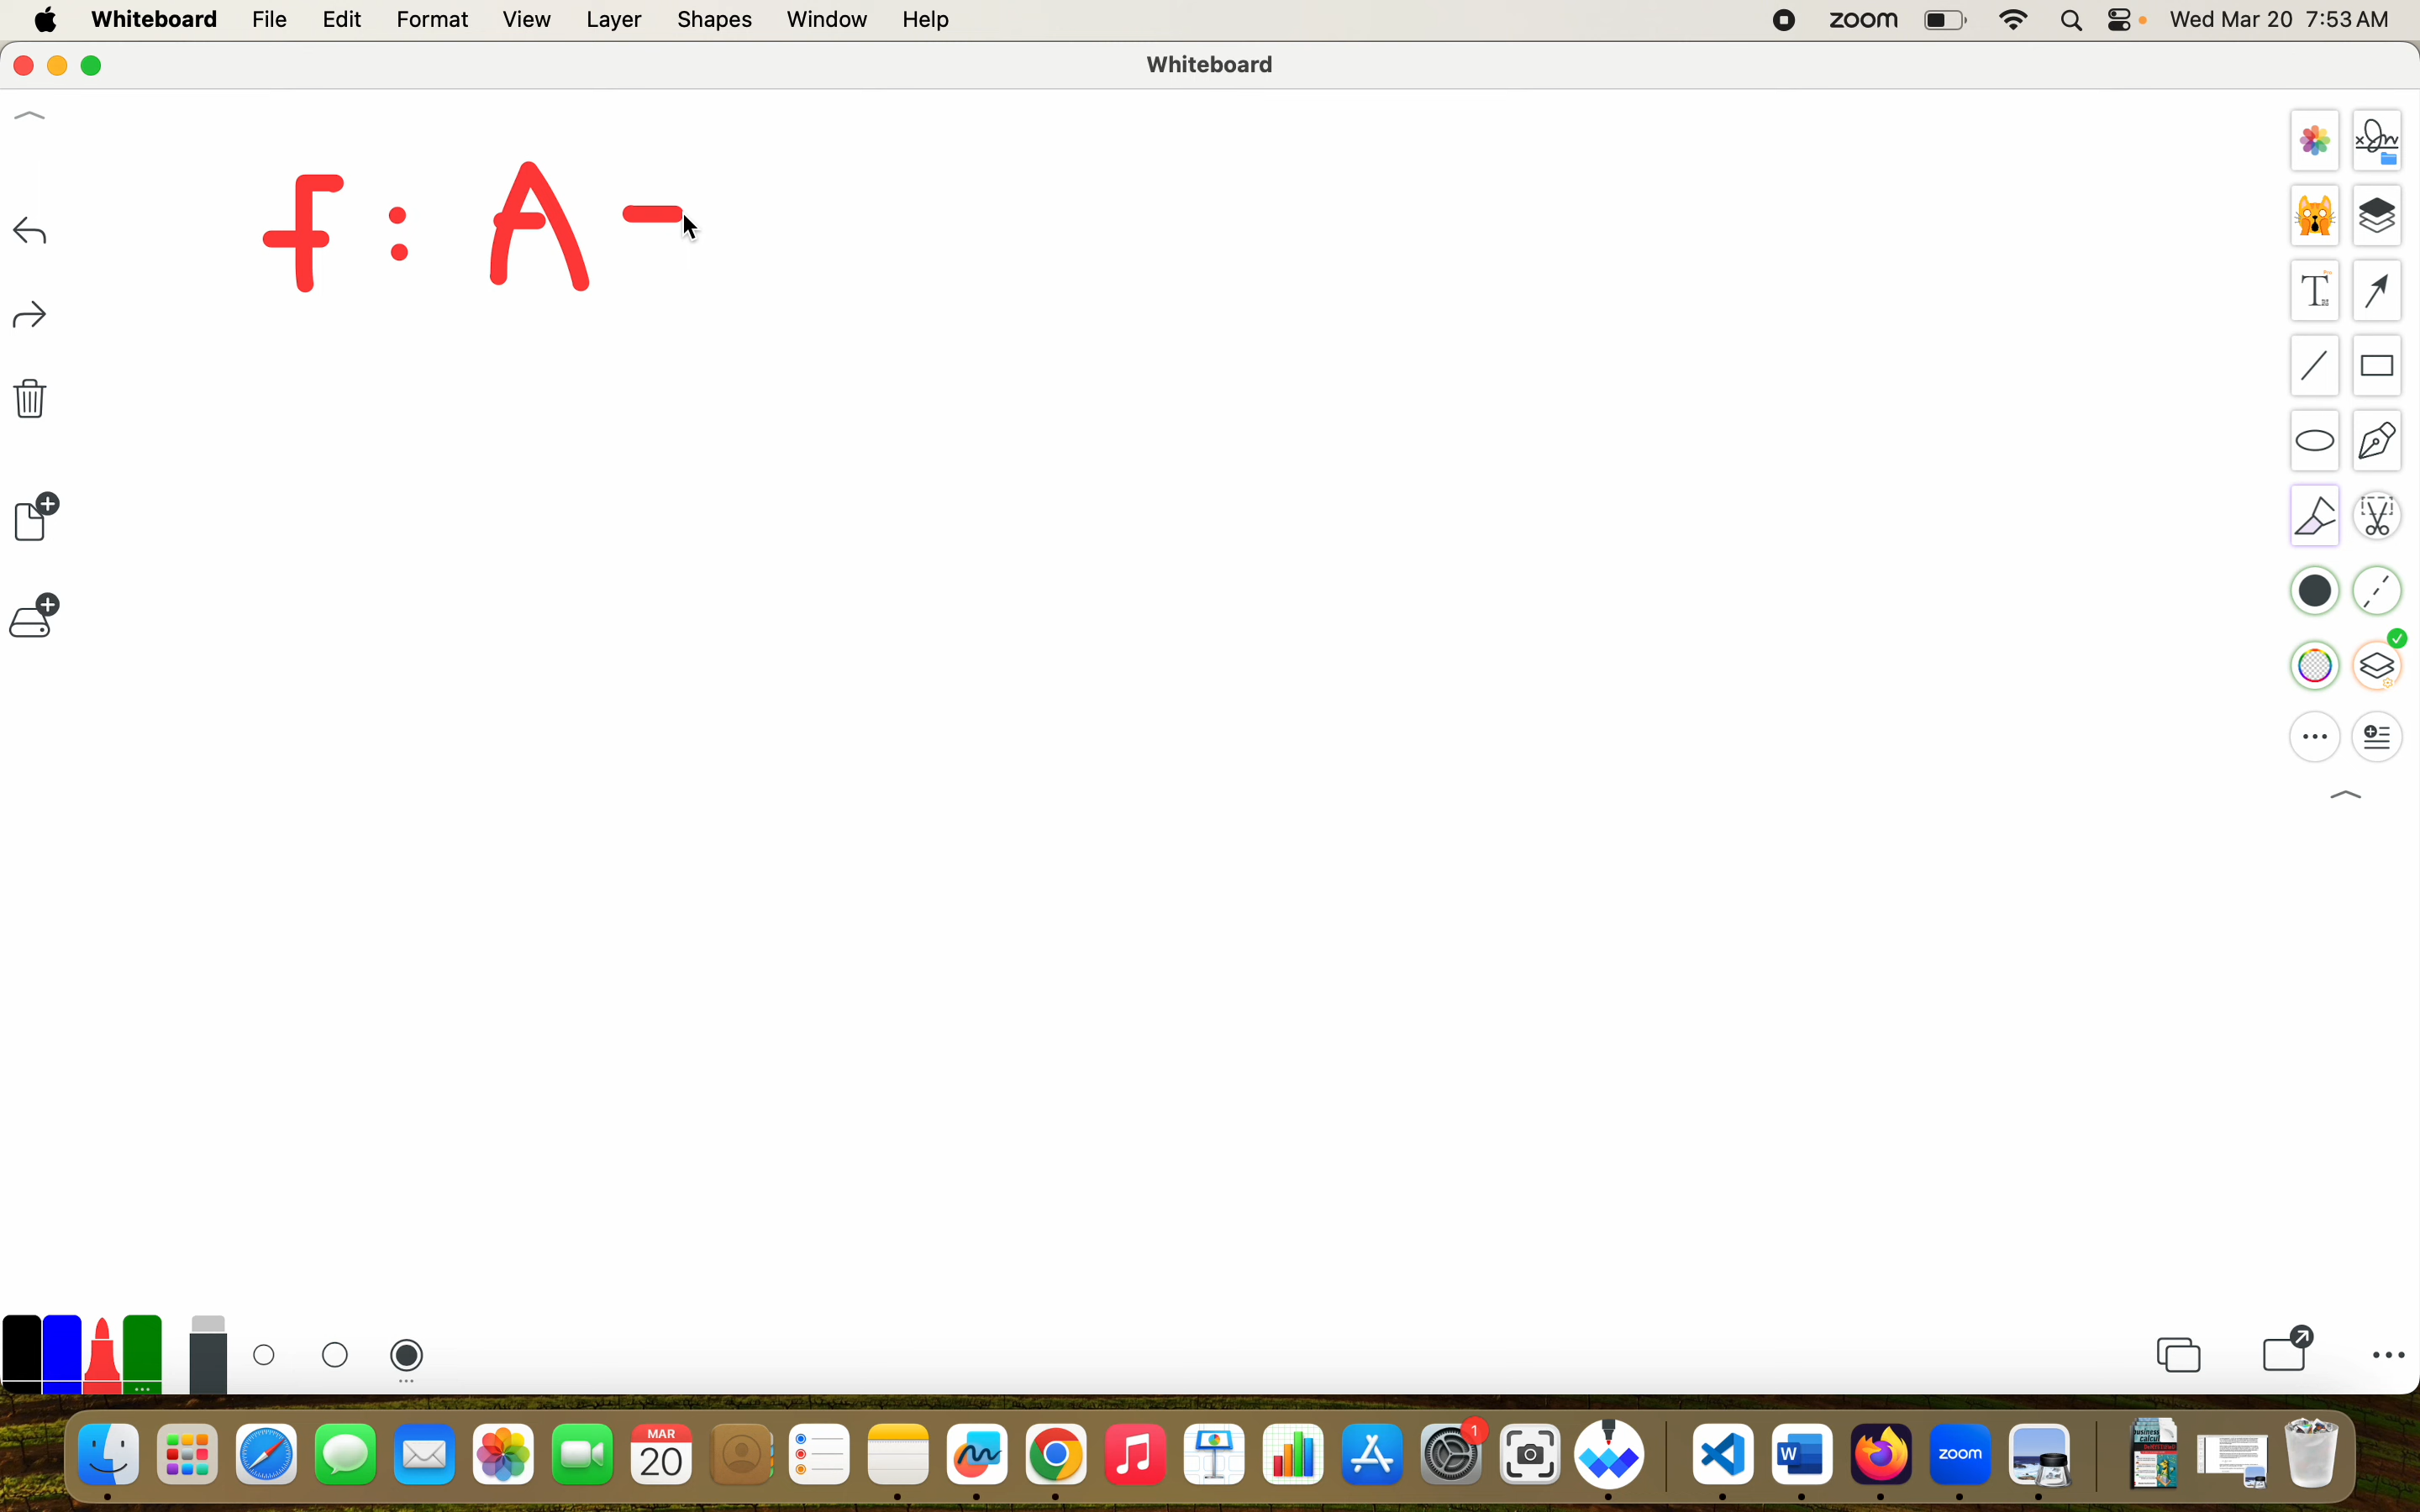 Whiteboard File Edit Format View Layer Shapes Window Help zoom Wed Mar 20 7:53 AM
Whiteboard
f: A -
MAR
20
1
W
zoom